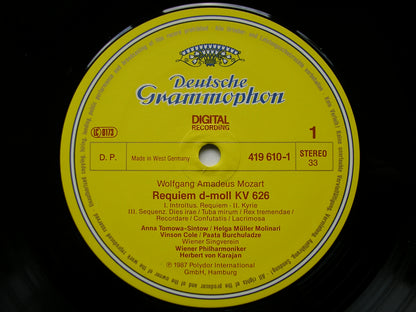 Deutsche
Grammophon
DIGITAL
RECORDING
LC 0173
1
D. P.
Made in West Germany
419 610-1
STEREO
33
Wolfgang Amadeus Mozart
Requiem d-moll KV 626
I. Introitus. Requiem · II. Kyrie
III. Sequenz. Dies irae / Tuba mirum / Rex tremendae /
Recordare / Confutatis / Lacrimosa
Anna Tomowa-Sintow / Helga Müller Molinari
Vinson Cole / Paata Burchuladze
Wiener Singverein
Wiener Philharmoniker
Herbert von Karajan
℗ 1987 Polydor International
GmbH, Hamburg